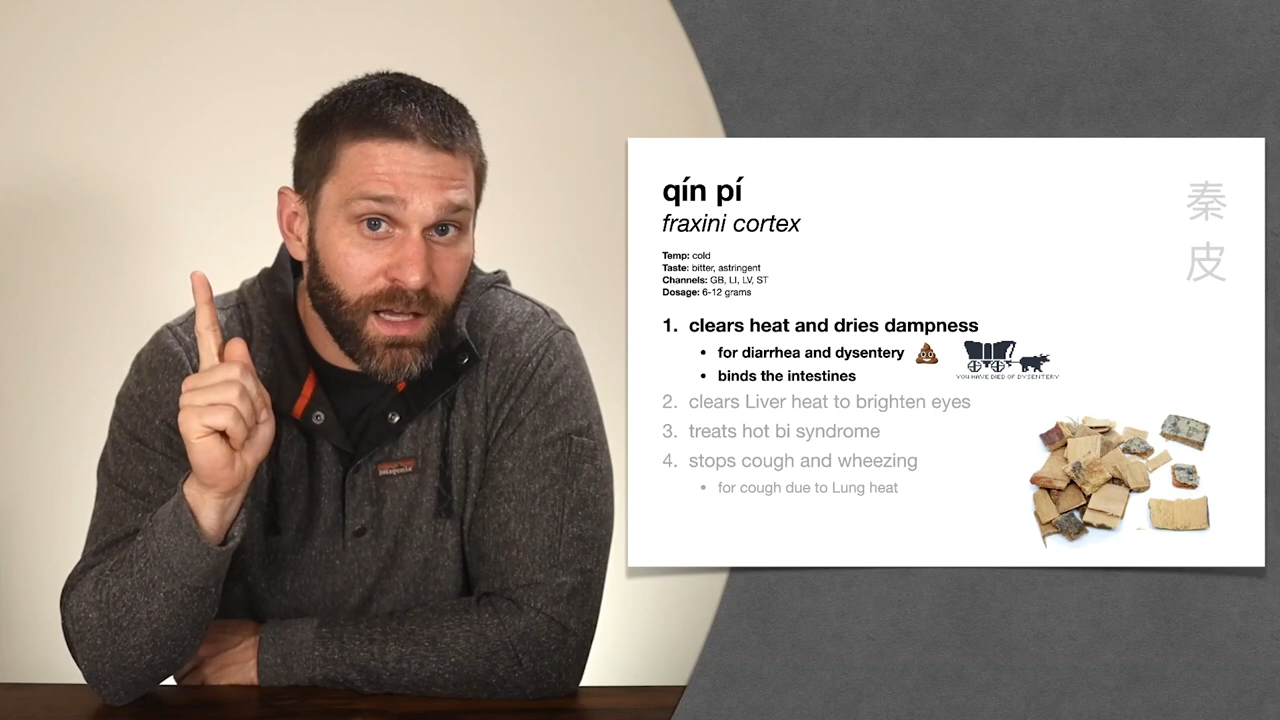 qín pí
fraxini cortex
秦
皮
Temp: cold
Taste: bitter, astringent
Channels: GB, LI, LV, ST
Dosage: 6-12 grams
1. clears heat and dries dampness
• for diarrhea and dysentery
YOU HAVE DIED OF DYSENTERY
• binds the intestines
2. clears Liver heat to brighten eyes
3. treats hot bi syndrome
4. stops cough and wheezing
• for cough due to Lung heat
patagonia